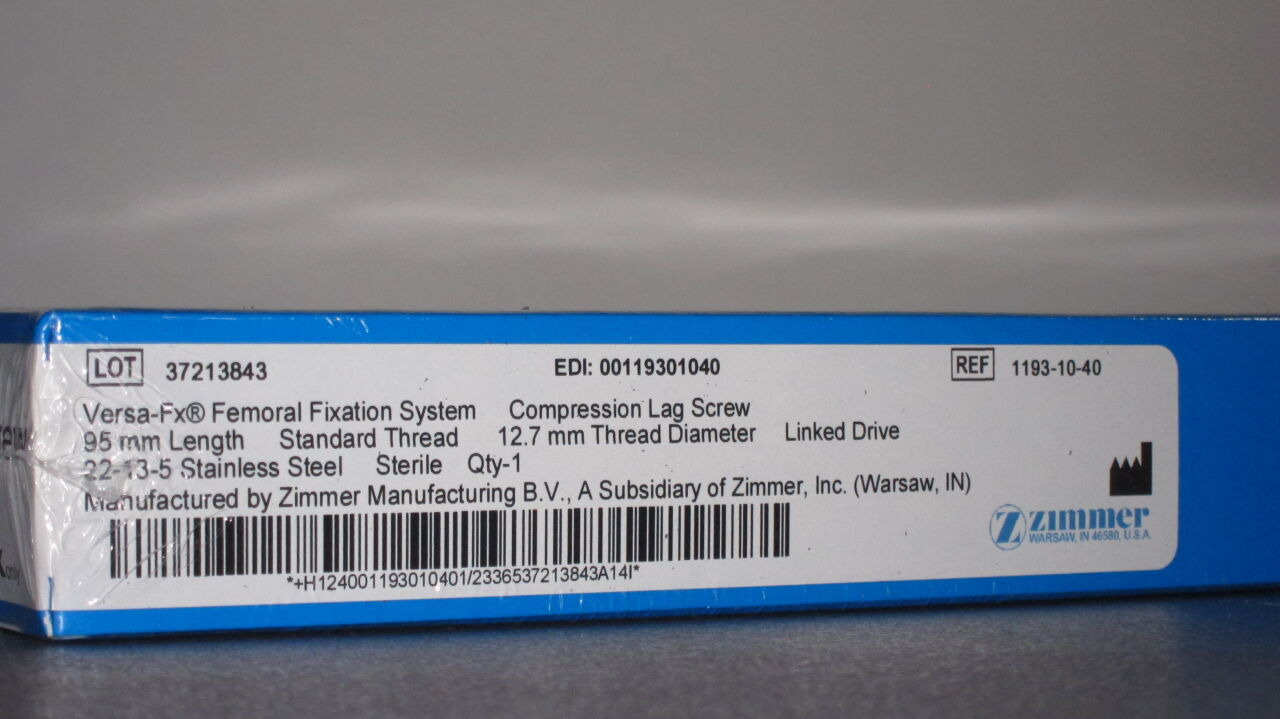 LOT 37213843 EDI: 00119301040 REF 1193-10-40
Versa-Fx® Femoral Fixation System Compression Lag Screw
95 mm Length Standard Thread 12.7 mm Thread Diameter Linked Drive
22-13-5 Stainless Steel Sterile Qty-1
Manufactured by Zimmer Manufacturing B.V., A Subsidiary of Zimmer, Inc. (Warsaw, IN)
*+H124001193010401/2336537213843A14I*
zimmer
WARSAW, IN 46580, U.S.A.
only